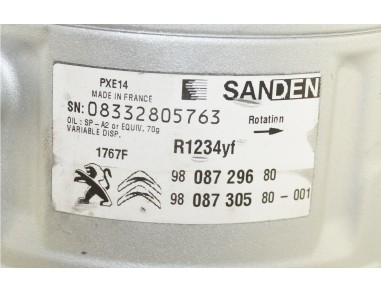 PXE14 SANDEN
MADE IN FRANCE
SN: 08332805763
OIL: SP-A2 or EQUIV. 70g
VARIABLE DISP.
Rotation
1767F R1234yf
98 087 296 80
98 087 305 80 -001